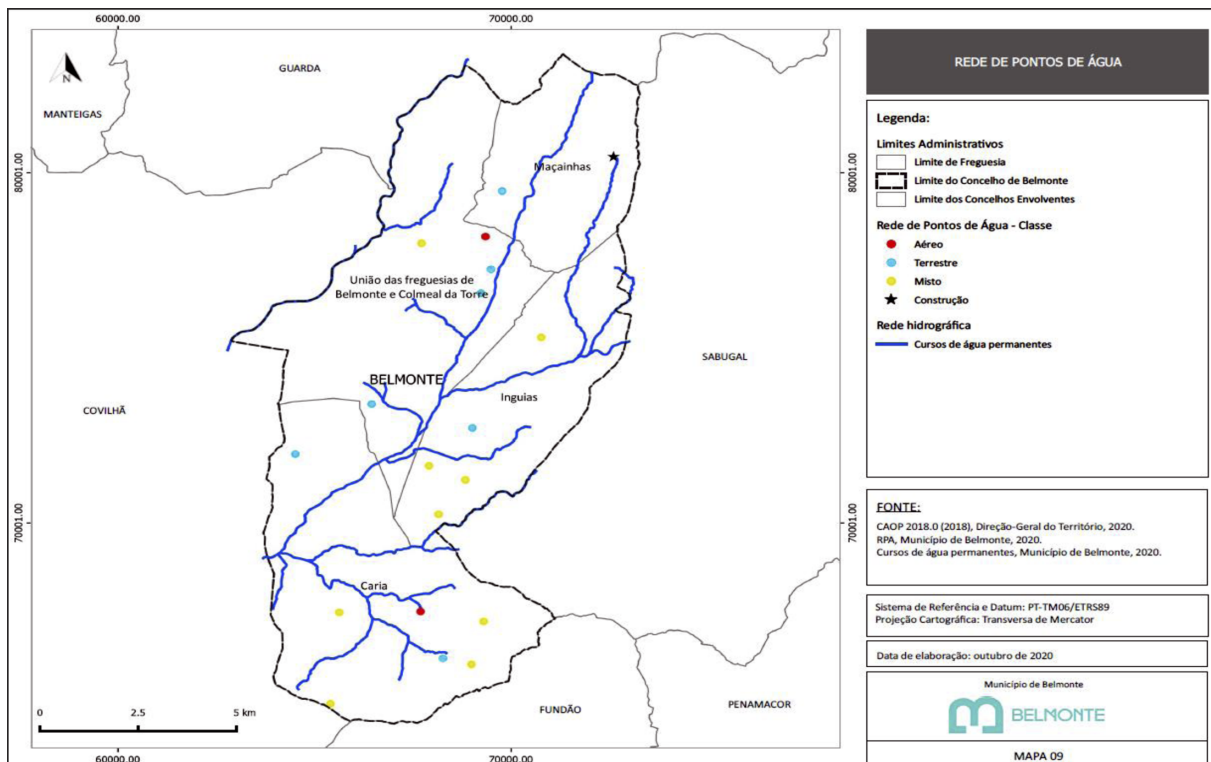 60000.00
70000.00
GUARDA
MANTEIGAS
80001.00
80001.00
N
Maçainhas
União das freguesias de
Belmonte e Colmeal da Torre
SABUGAL
BELMONTE
Inguias
COVILHÃ
70001.00
70001.00
Caria
0
2.5
5 km
FUNDÃO
PENAMACOR
60000.00
70000.00
REDE DE PONTOS DE ÁGUA
Legenda:
Limites Administrativos
Limite de Freguesia
Limite do Concelho de Belmonte
Limite dos Concelhos Envolventes
Rede de Pontos de Água - Classe
Aéreo
Terrestre
Misto
Construção
Rede hidrográfica
Cursos de água permanentes
FONTE:
CAOP 2018.0 (2018), Direção-Geral do Território, 2020.
RPA, Município de Belmonte, 2020.
Cursos de água permanentes, Município de Belmonte, 2020.
Sistema de Referência e Datum: PT-TM06/ETRS89
Projeção Cartográfica: Transversa de Mercator
Data de elaboração: outubro de 2020
Município de Belmonte
BELMONTE
MAPA 09